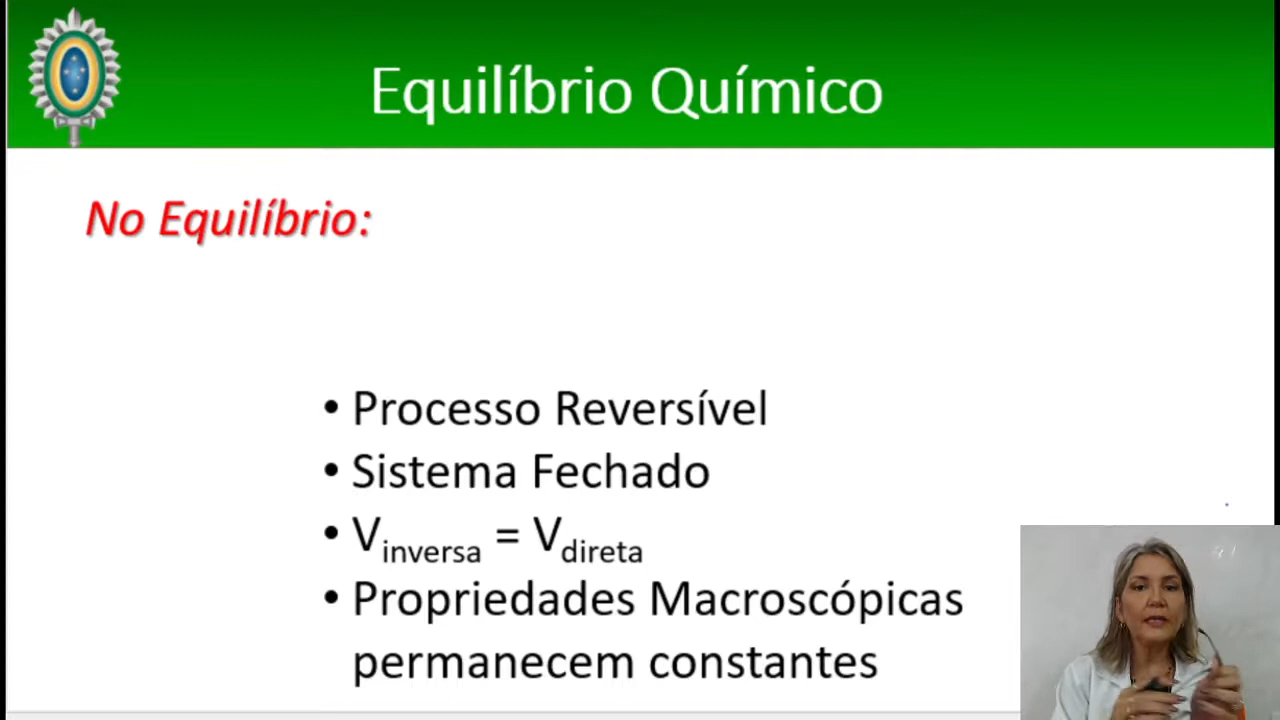 Equilíbrio Químico
No Equilíbrio:
• Processo Reversível
• Sistema Fechado
• Vinversa = Vdireta
• Propriedades Macroscópicas
permanecem constantes